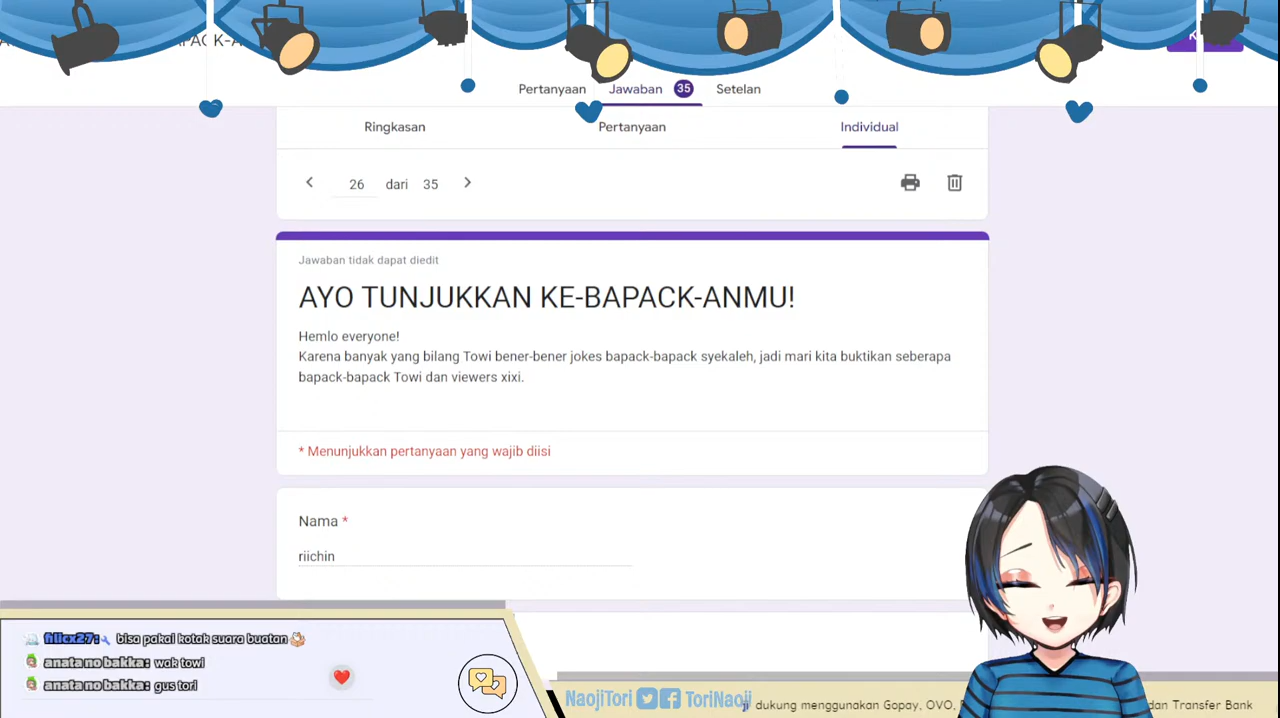 Pertanyaan Jawaban 35 Setelan
Ringkasan Pertanyaan Individual
26 dari 35
Jawaban tidak dapat diedit
AYO TUNJUKKAN KE-BAPACK-ANMU!
Hemlo everyone!
Karena banyak yang bilang Towi bener-bener jokes bapack-bapack syekaleh, jadi mari kita buktikan seberapa
bapack-bapack Towi dan viewers xixi.
* Menunjukkan pertanyaan yang wajib diisi
Nama *
riichin
filicx27: bisa pakai kotak suara buatan
anata no bakka: wak towi
anata no bakka: gus tori
NaojiTori ToriNaoji
dukung menggunakan Gopay, OVO,
dan Transfer Bank